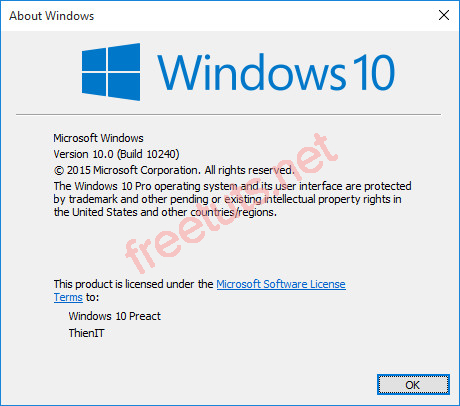 About Windows
Windows 10
Microsoft Windows
Version 10.0 (Build 10240)
© 2015 Microsoft Corporation. All rights reserved.
The Windows 10 Pro operating system and its user interface are protected
by trademark and other pending or existing intellectual property rights in
the United States and other countries/regions.
freetuts.net
This product is licensed under the Microsoft Software License
Terms to:
Windows 10 Preact
ThienIT
OK